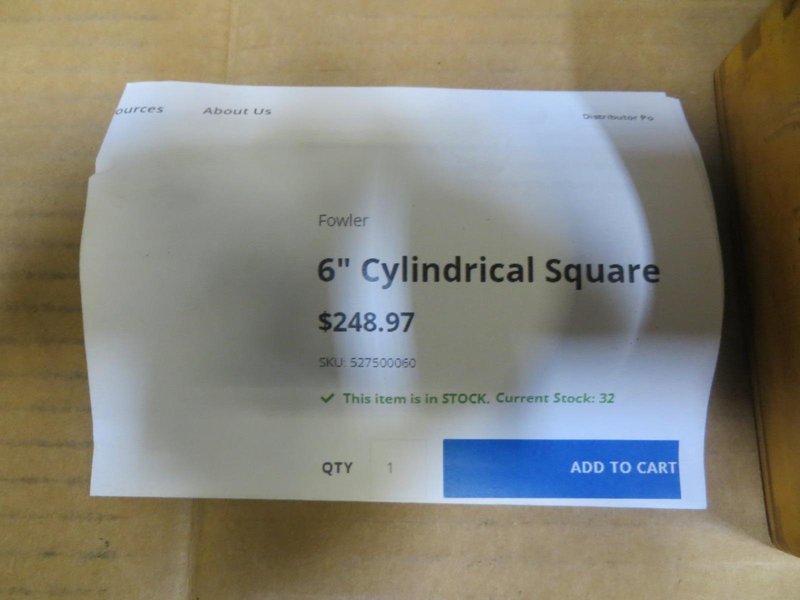 ources About Us Distributor Po
Fowler
6" Cylindrical Square
$248.97
SKU: 527500060
✓ This item is in STOCK. Current Stock: 32
QTY 1 ADD TO CART